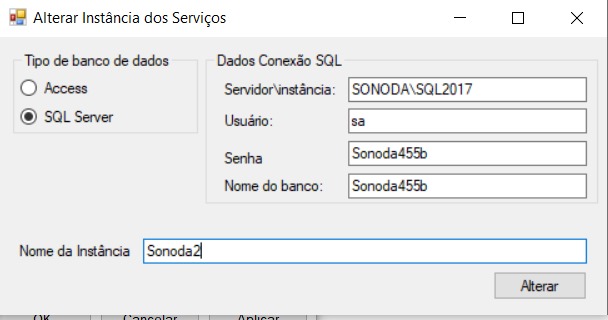 Alterar Instância dos Serviços
Tipo de banco de dados
Access
SQL Server
Dados Conexão SQL
Servidor\instância: SONODA\SQL2017
Usuário: sa
Senha Sonoda455b
Nome do banco: Sonoda455b
Nome da Instância Sonoda2
Alterar
OK Cancelar Aplicar